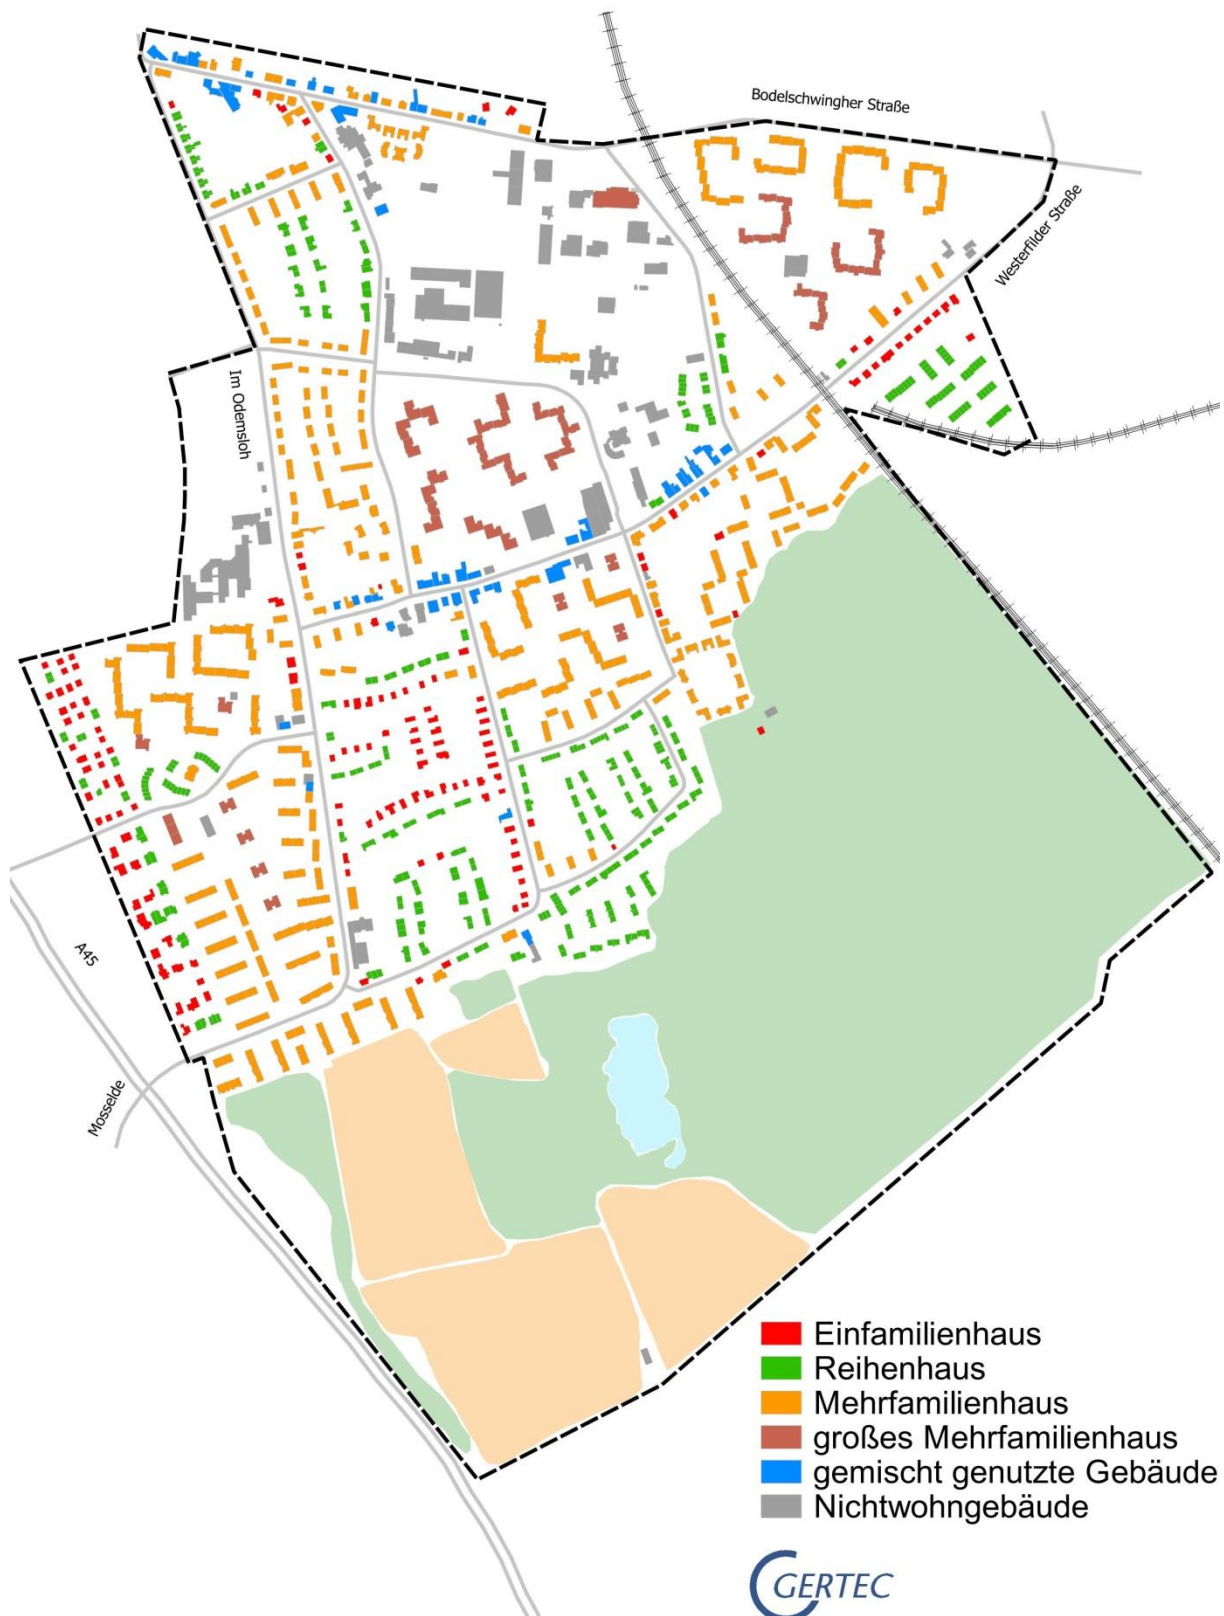 Bodelschwingher Straße
Westerfilder Straße
Im Odemsloh
A45
Mosselde
Einfamilienhaus
Reihenhaus
Mehrfamilienhaus
großes Mehrfamilienhaus
gemischt genutzte Gebäude
Nichtwohngebäude
GERTEC